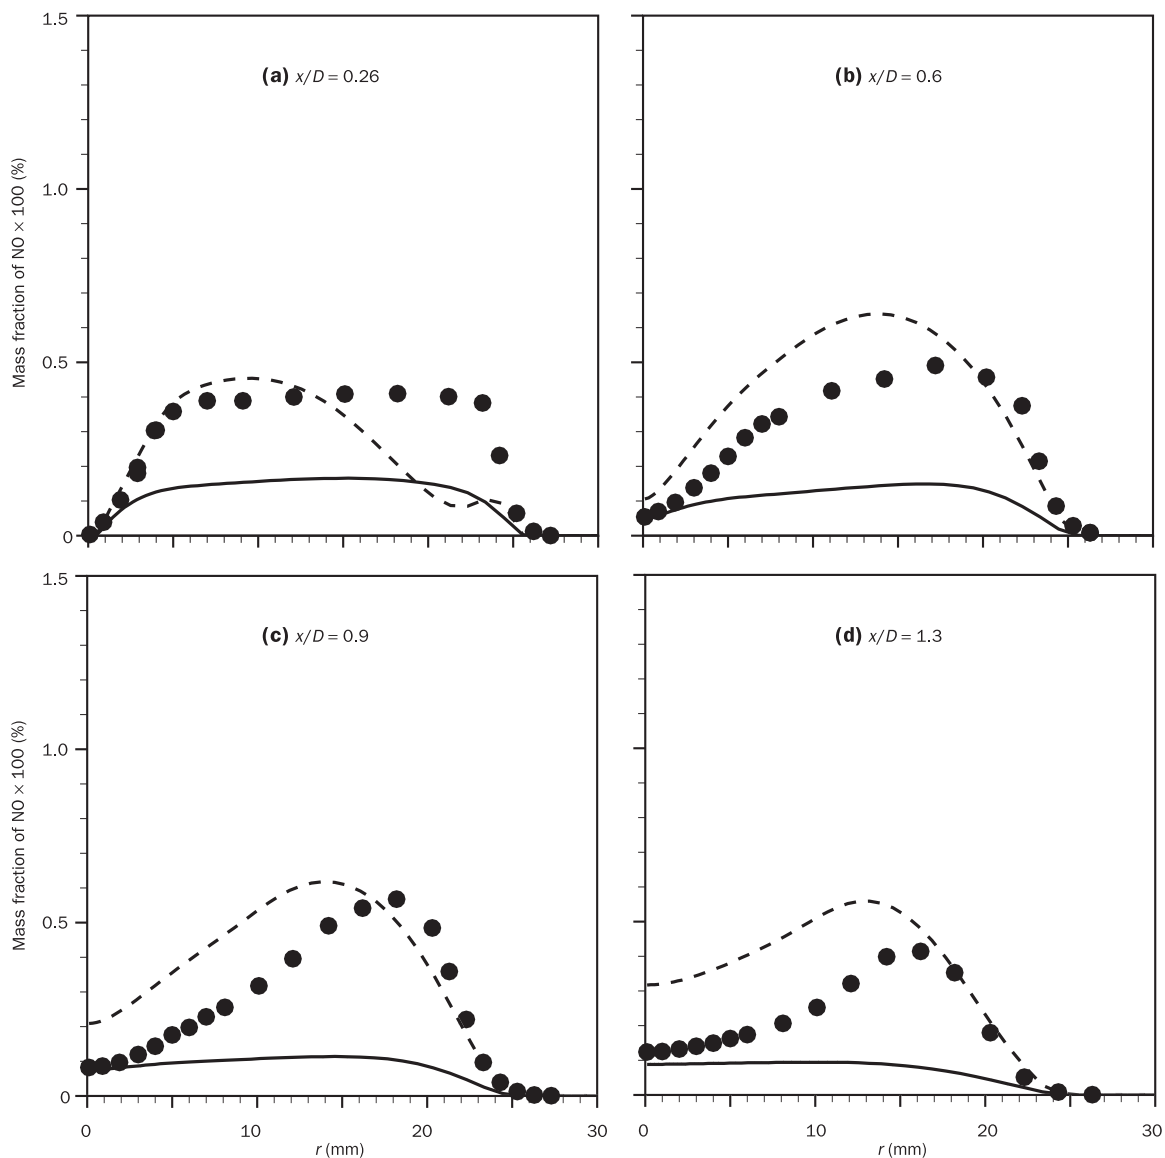 1.5
(a) x/D = 0.26
(b) x/D = 0.6
1.0
Mass fraction of NO × 100 (%)
0.5
0
1.5
(c) x/D = 0.9
(d) x/D = 1.3
1.0
Mass fraction of NO × 100 (%)
0.5
0
0 10 20 30 0 10 20 30
r (mm) r (mm)